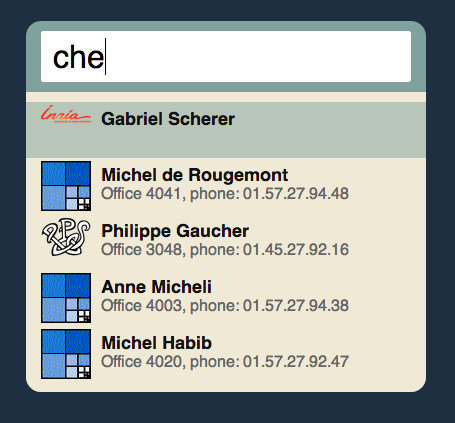 che
Inria
Gabriel Scherer
Michel de Rougemont
Office 4041, phone: 01.57.27.94.48
PPS
Philippe Gaucher
Office 3048, phone: 01.45.27.92.16
Anne Micheli
Office 4003, phone: 01.57.27.94.38
Michel Habib
Office 4020, phone: 01.57.27.92.47